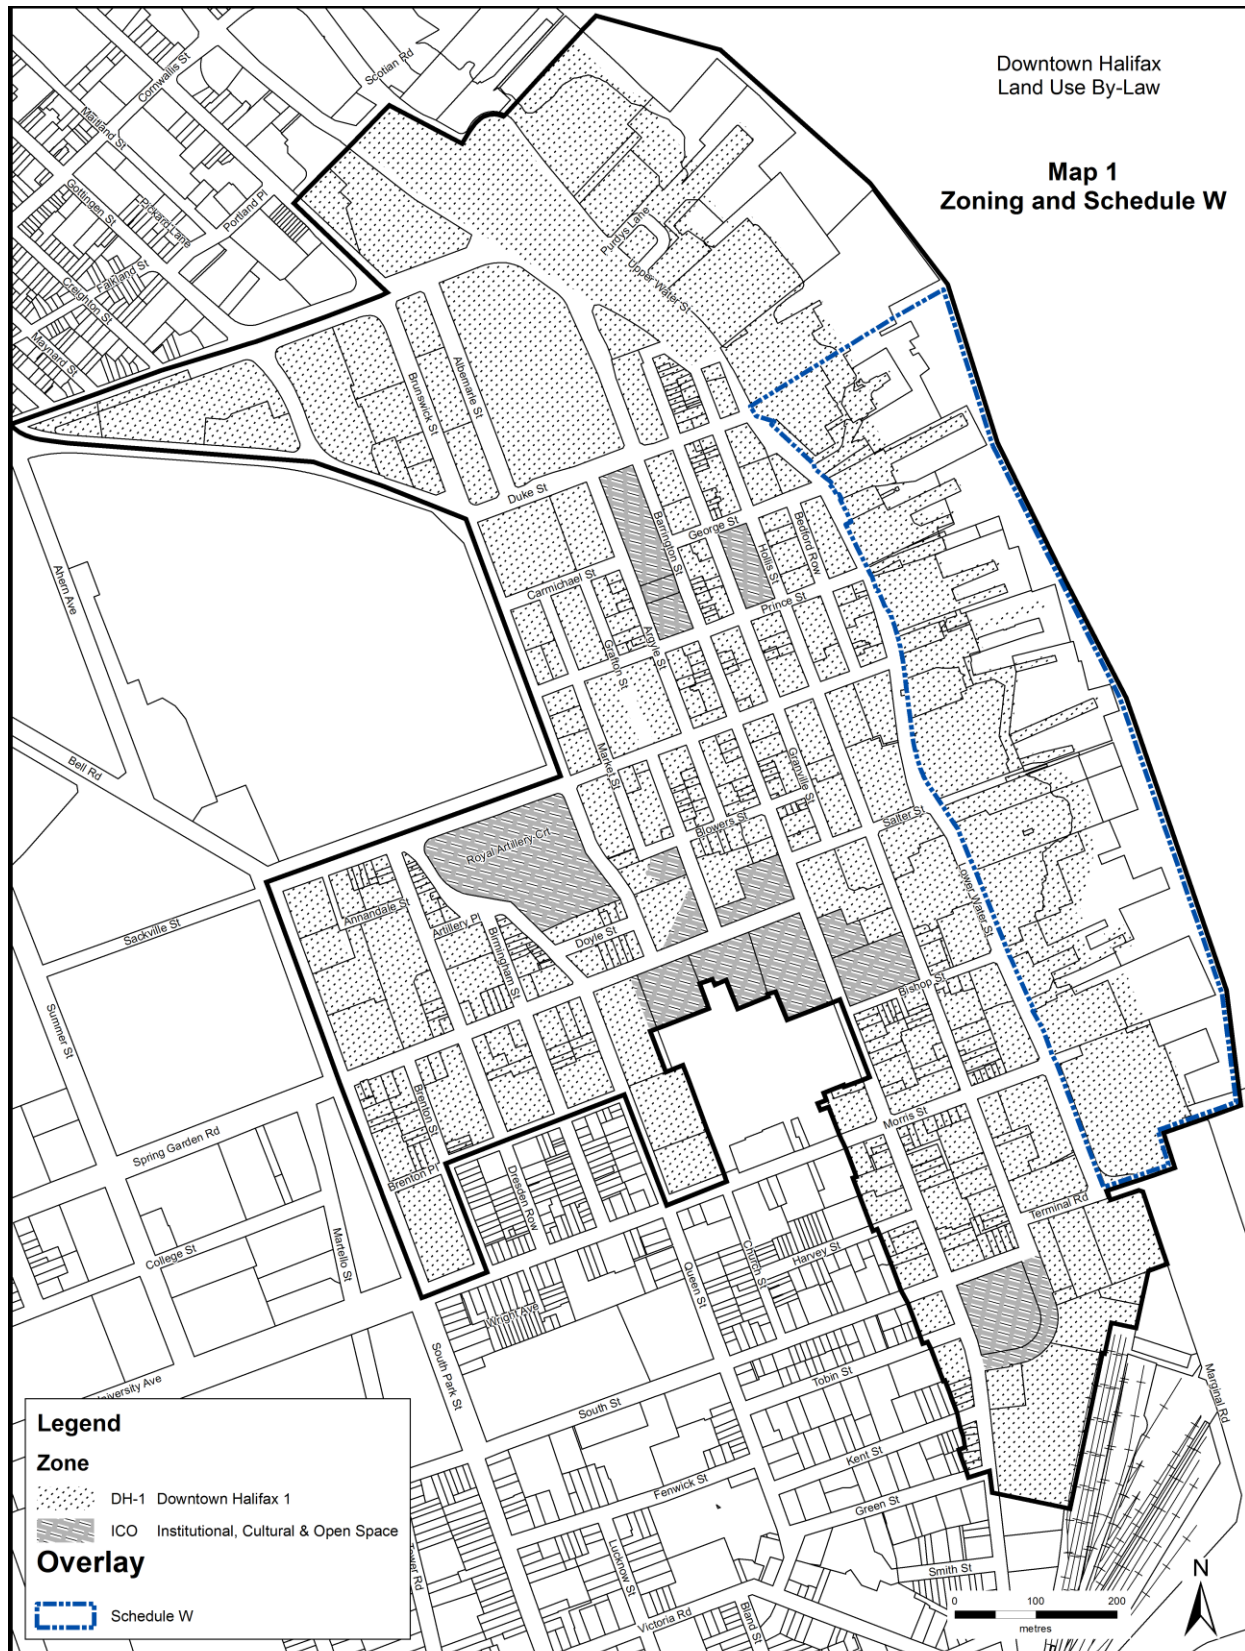 Downtown Halifax
Land Use By-Law
Map 1
Zoning and Schedule W
Scotian Rd
Cornwallis St
Maitland St
Gottingen St
Pickard Lane
Portland Pl
Falkland St
Creighton St
Maynard St
Purdys Lane
Upper Water St
Brunswick St
Albemarle St
Duke St
Barrington St
George St
Hollis St
Bedford Row
Carmichael St
Prince St
Argyle St
Grafton St
Ahern Ave
Bell Rd
Market St
Granville St
Blowers St
Salter St
Royal Artillery Crt
Lower Water St
Annandale St
Artillery Pl
Birmingham St
Doyle St
Sackville St
Bishop St
Summer St
Brenton St
Morris St
Spring Garden Rd
Brenton Pl
Dresden Row
Terminal Rd
Martello St
College St
Church St
Harvey St
Queen St
Wright Ave
South Park St
Tobin St
Marginal Rd
University Ave
South St
Kent St
Fenwick St
Green St
Lucknow St
Tower Rd
Smith St
Victoria Rd
Bland St
Legend
Zone
DH-1 Downtown Halifax 1
ICO Institutional, Cultural & Open Space
Overlay
Schedule W
N
0 100 200
metres